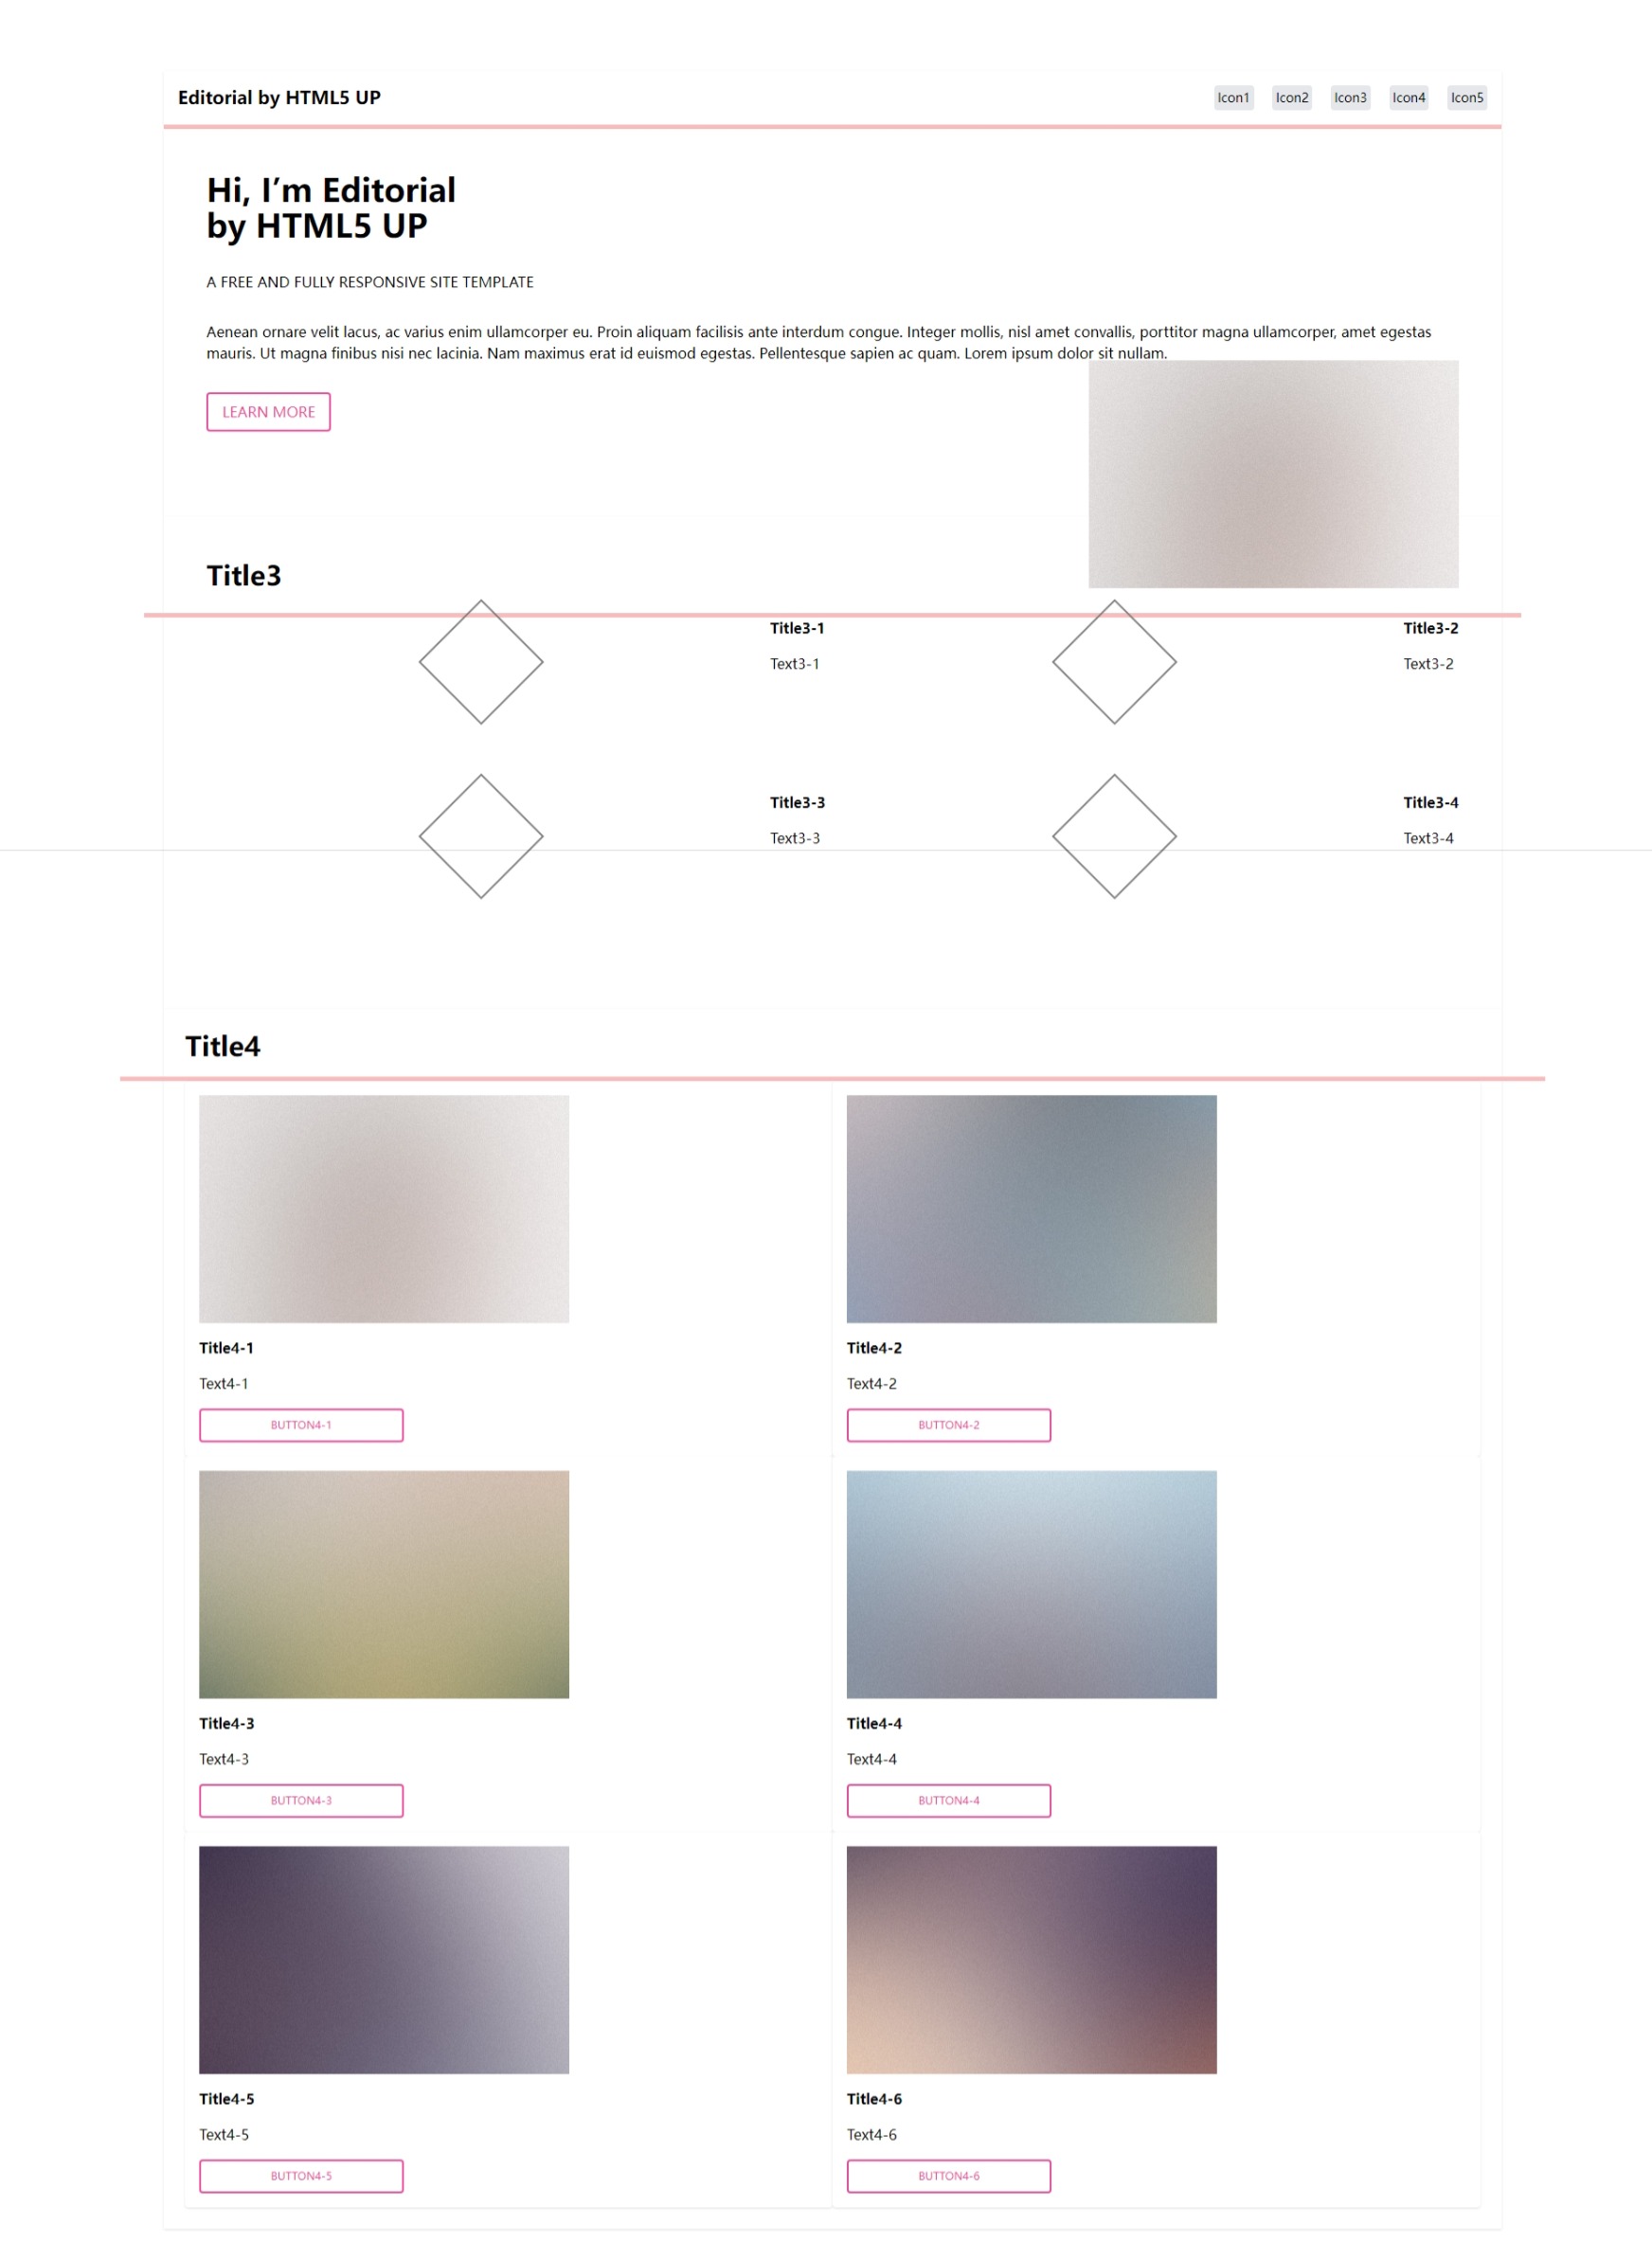 Editorial by HTML5 UP
Icon1 Icon2 Icon3 Icon4 Icon5
Hi, I’m Editorial
by HTML5 UP
A FREE AND FULLY RESPONSIVE SITE TEMPLATE
Aenean ornare velit lacus, ac varius enim ullamcorper eu. Proin aliquam facilisis ante interdum congue. Integer mollis, nisl amet convallis, porttitor magna ullamcorper, amet egestas
mauris. Ut magna finibus nisi nec lacinia. Nam maximus erat id euismod egestas. Pellentesque sapien ac quam. Lorem ipsum dolor sit nullam.
LEARN MORE
Title3
Title3-1
Text3-1
Title3-2
Text3-2
Title3-3
Text3-3
Title3-4
Text3-4
Title4
Title4-1
Text4-1
BUTTON4-1
Title4-2
Text4-2
BUTTON4-2
Title4-3
Text4-3
BUTTON4-3
Title4-4
Text4-4
BUTTON4-4
Title4-5
Text4-5
BUTTON4-5
Title4-6
Text4-6
BUTTON4-6